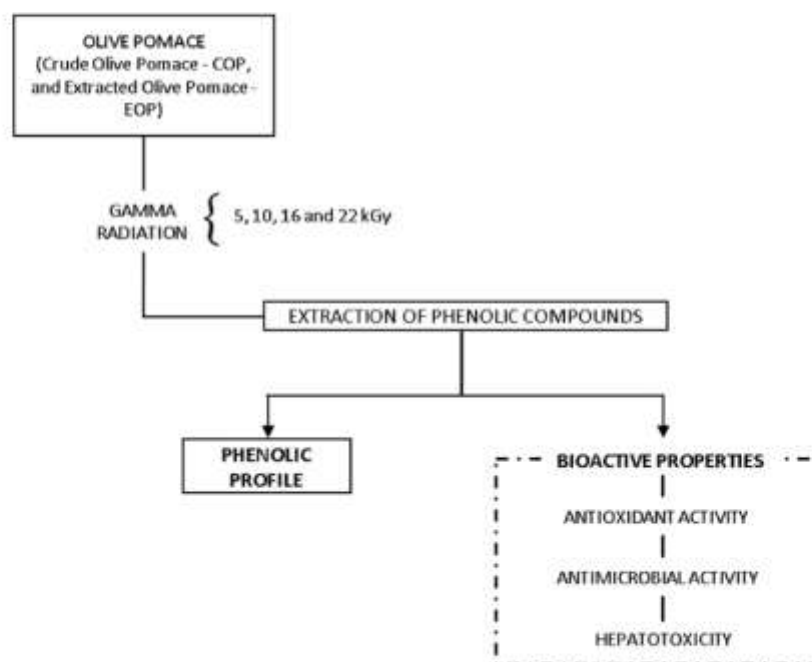 OLIVE POMACE
(Crude Olive Pomace - COP,
and Extracted Olive Pomace -
EOP)
GAMMA
RADIATION
5, 10, 16 and 22 kGy
EXTRACTION OF PHENOLIC COMPOUNDS
PHENOLIC
PROFILE
BIOACTIVE PROPERTIES
ANTIOXIDANT ACTIVITY
ANTIMICROBIAL ACTIVITY
HEPATOTOXICITY